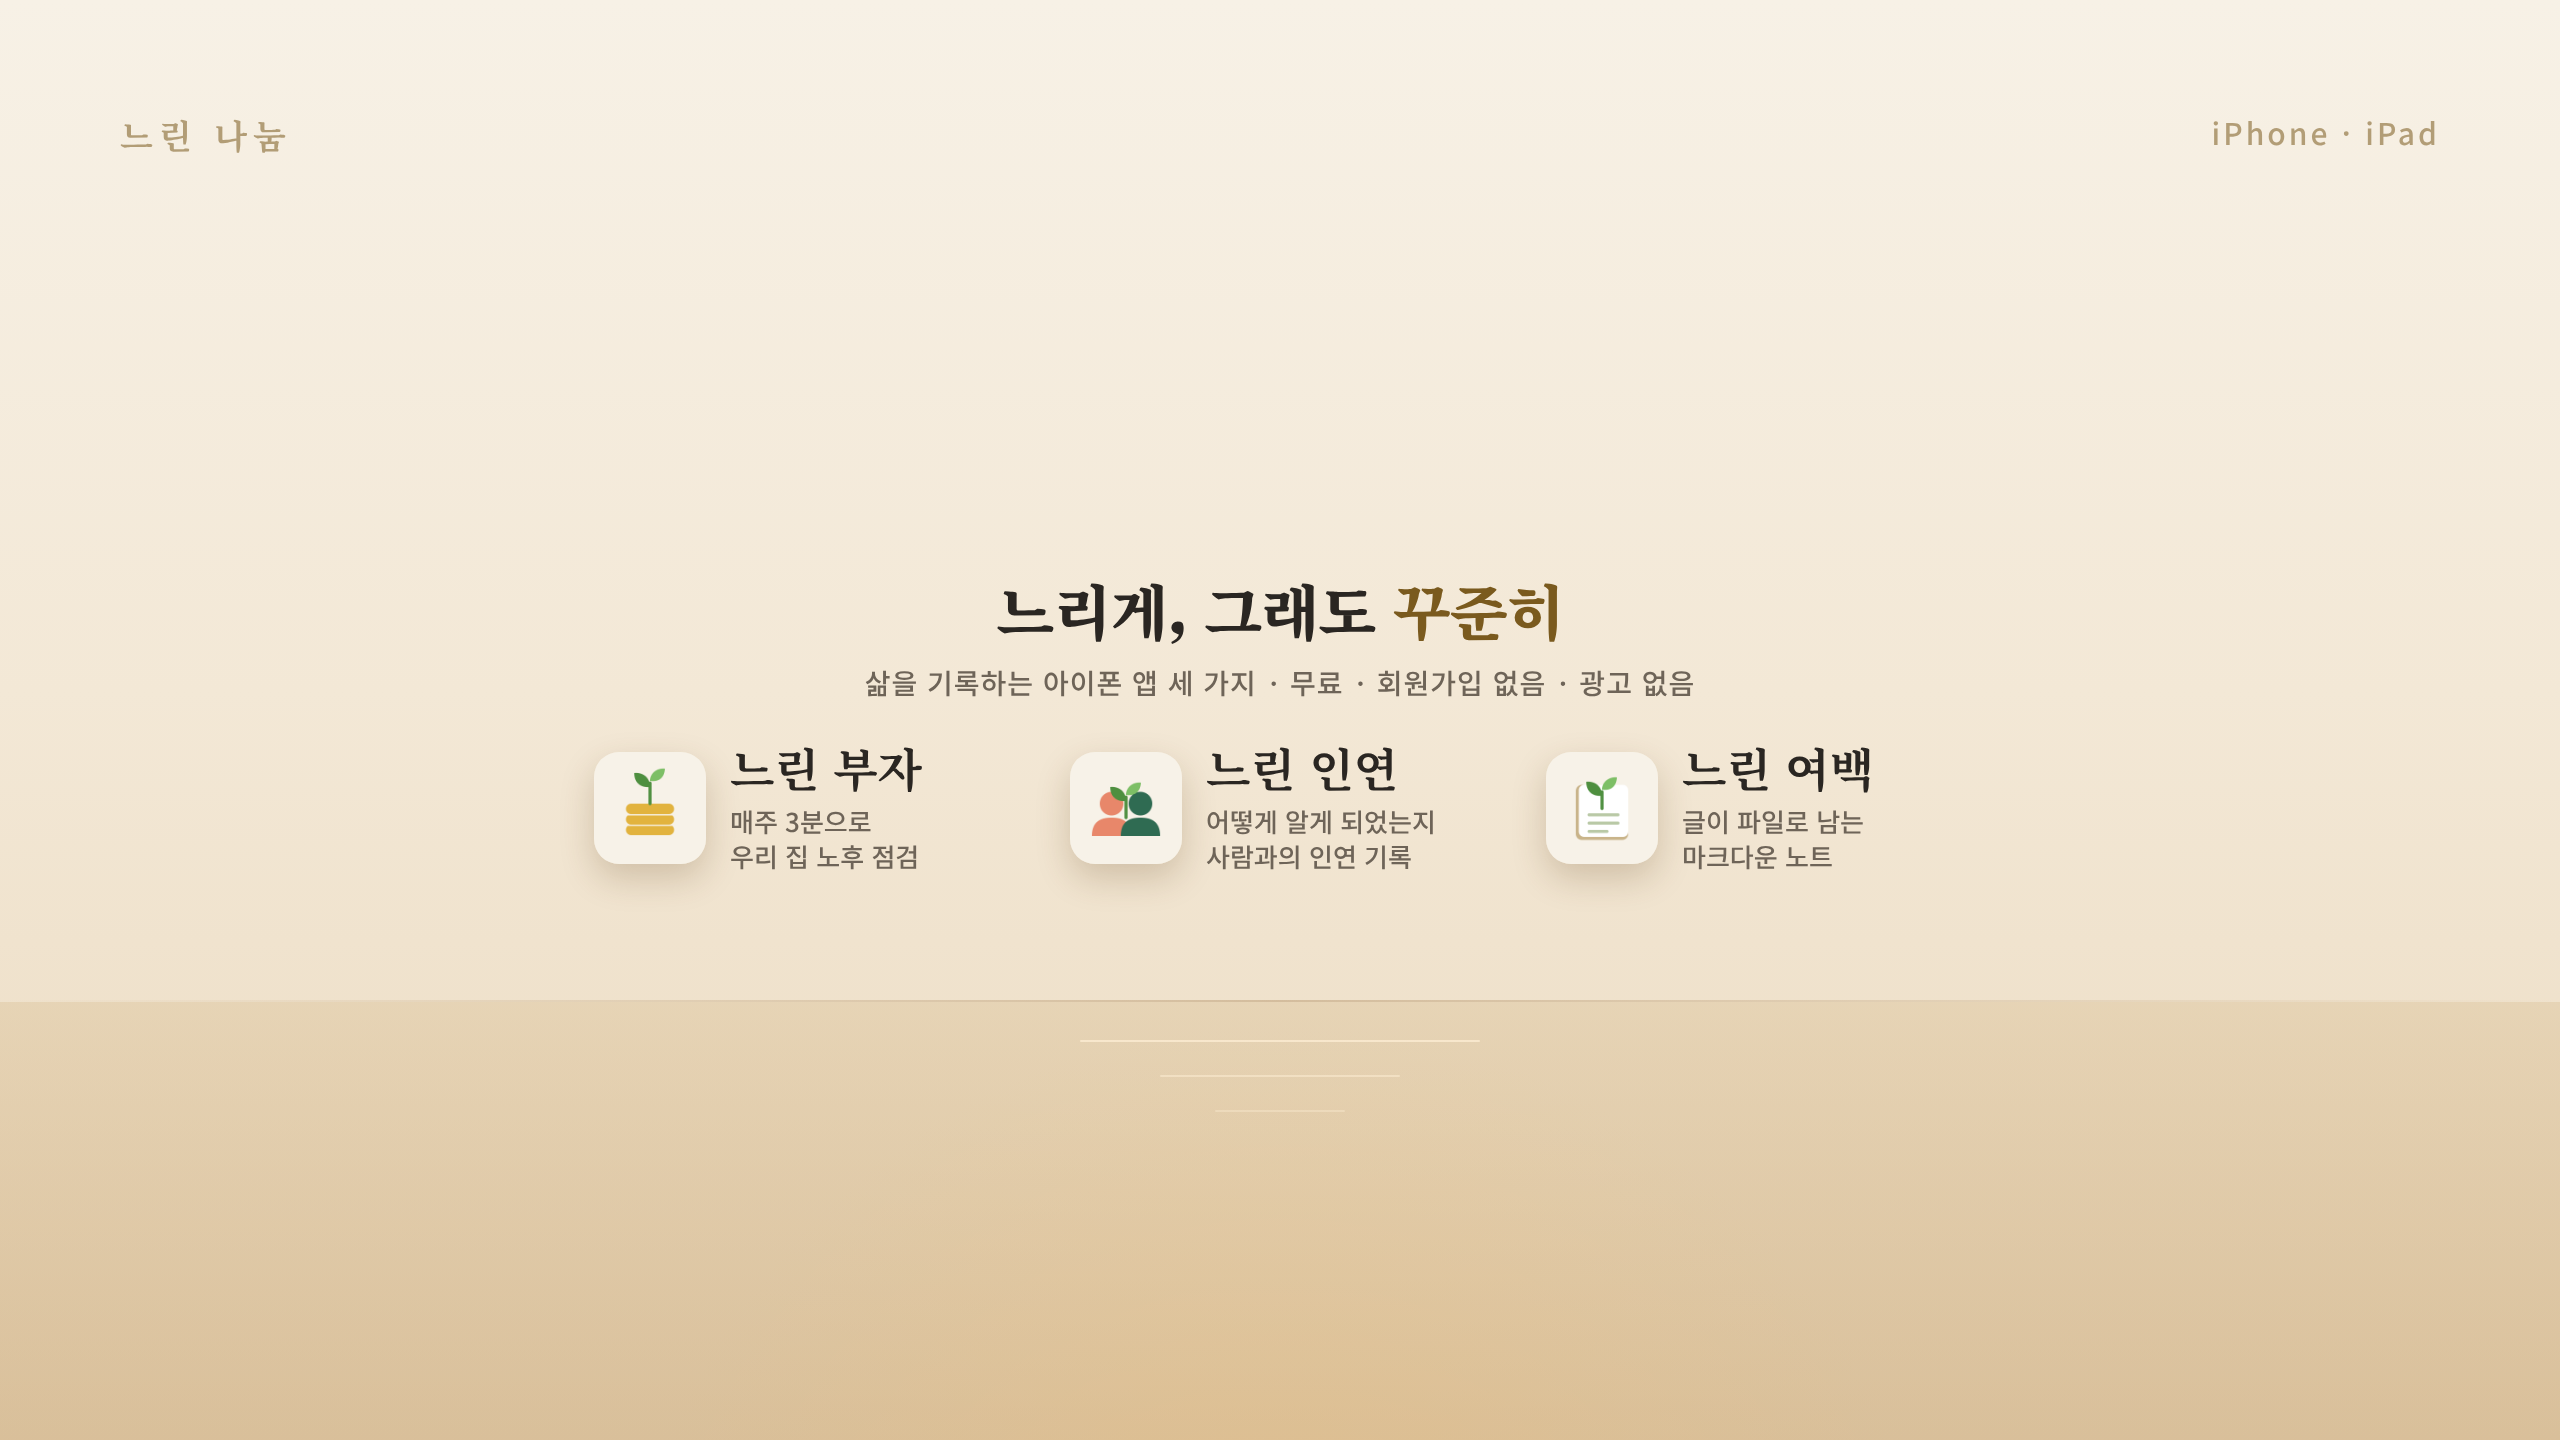 느린 나눔
iPhone · iPad
느리게, 그래도 꾸준히
삶을 기록하는 아이폰 앱 세 가지 · 무료 · 회원가입 없음 · 광고 없음
느린 부자
매주 3분으로
우리 집 노후 점검
느린 인연
어떻게 알게 되었는지
사람과의 인연 기록
느린 여백
글이 파일로 남는
마크다운 노트